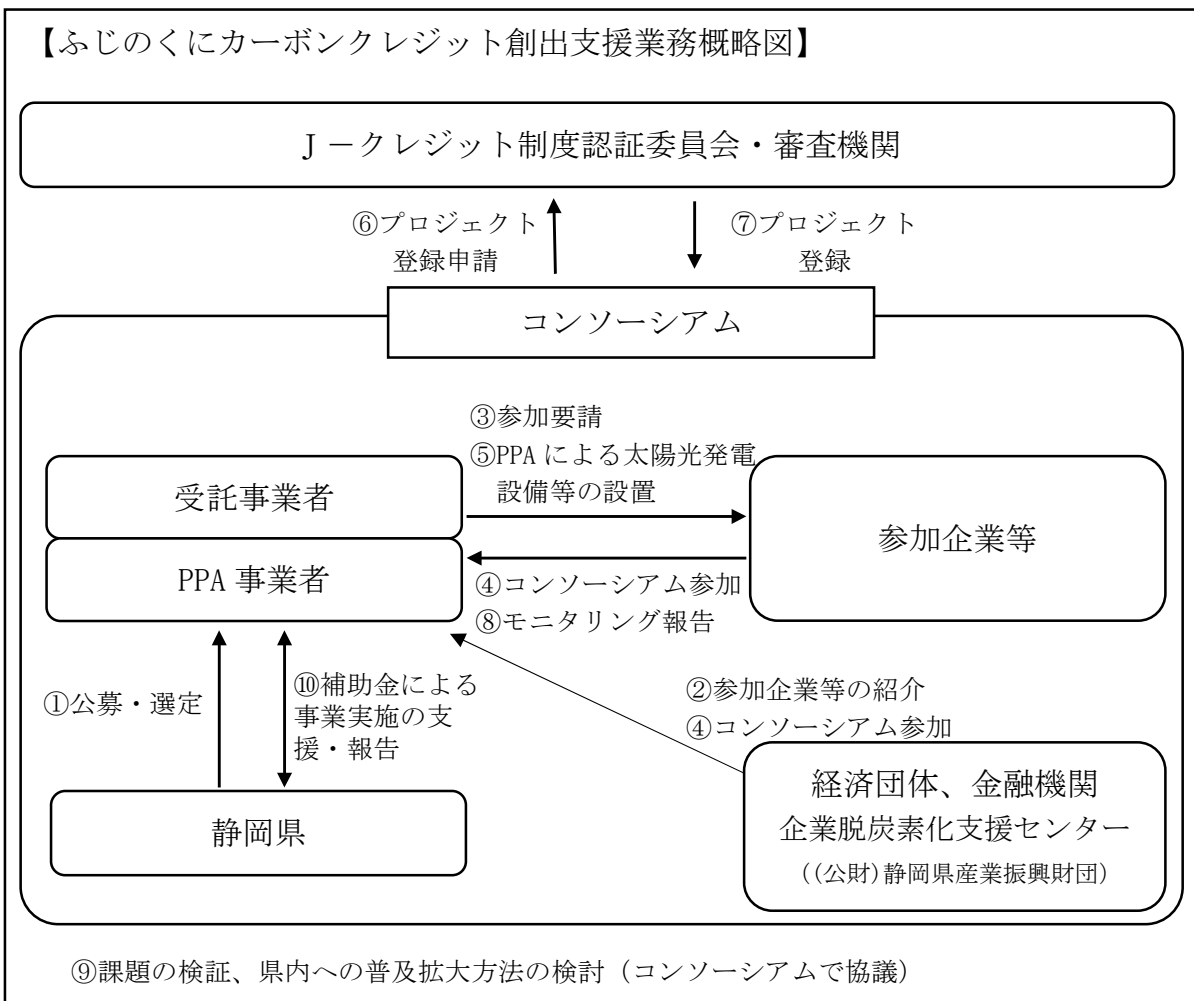 【ふじのくにカーボンクレジット創出支援業務概略図】
J－クレジット制度認証委員会・審査機関
⑥プロジェクト
登録申請
⑦プロジェクト
登録
コンソーシアム
③参加要請
⑤PPA による太陽光発電
設備等の設置
受託事業者
PPA 事業者
参加企業等
④コンソーシアム参加
⑧モニタリング報告
①公募・選定
⑩補助金による
事業実施の支
援・報告
②参加企業等の紹介
④コンソーシアム参加
静岡県
経済団体、金融機関
企業脱炭素化支援センター
((公財)静岡県産業振興財団)
⑨課題の検証、県内への普及拡大方法の検討（コンソーシアムで協議）